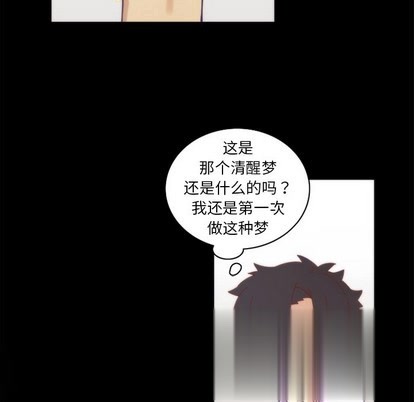 这是
那个清醒梦
还是什么的吗？
我还是第一次
做这种梦